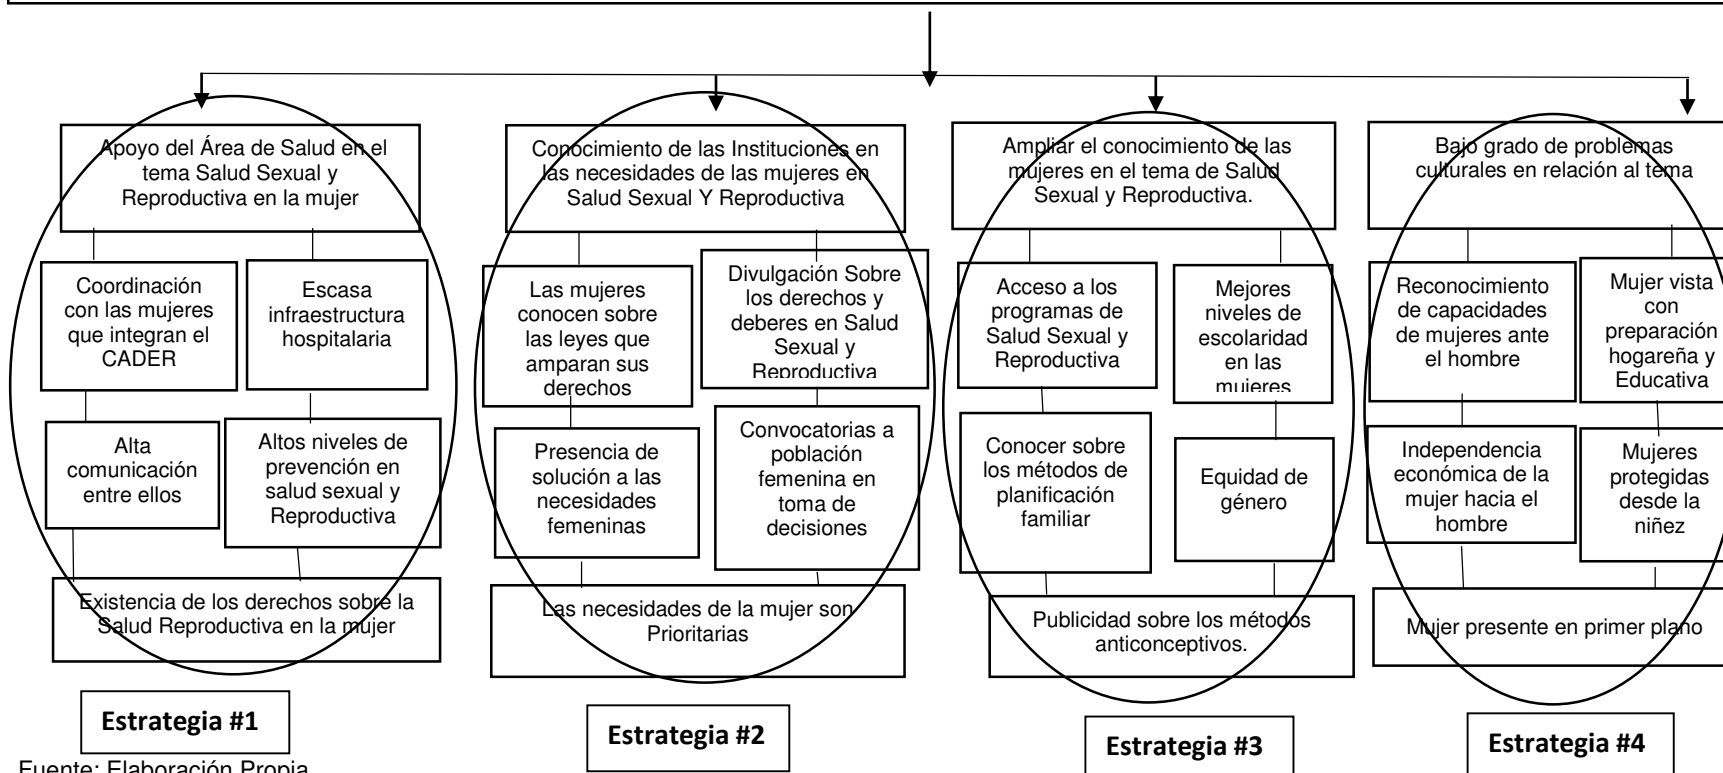 Apoyo del Área de Salud en el
tema Salud Sexual y
Reproductiva en la mujer
Conocimiento de las Instituciones en
las necesidades de las mujeres en
Salud Sexual Y Reproductiva
Ampliar el conocimiento de las
mujeres en el tema de Salud
Sexual y Reproductiva.
Bajo grado de problemas
culturales en relación al tema
Coordinación
con las mujeres
que integran el
CADER
Escasa
infraestructura
hospitalaria
Las mujeres
conocen sobre
las leyes que
amparan sus
derechos
Divulgación Sobre
los derechos y
deberes en Salud
Sexual y
Reproductiva
Acceso a los
programas de
Salud Sexual y
Reproductiva
Mejores
niveles de
escolaridad
en las
mujeres
Reconocimiento
de capacidades
de mujeres ante
el hombre
Mujer vista
con
preparación
hogareña y
Educativa
Alta
comunicación
entre ellos
Altos niveles de
prevención en
salud sexual y
Reproductiva
Presencia de
solución a las
necesidades
femeninas
Convocatorias a
población
femenina en
toma de
decisiones
Conocer sobre
los métodos de
planificación
familiar
Equidad de
género
Independencia
económica de la
mujer hacia el
hombre
Mujeres
protegidas
desde la
niñez
Existencia de los derechos sobre la
Salud Reproductiva en la mujer
Las necesidades de la mujer son
Prioritarias
Publicidad sobre los métodos
anticonceptivos.
Mujer presente en primer plano
Estrategia #1
Estrategia #2
Estrategia #3
Estrategia #4
Fuente: Elaboración Propia